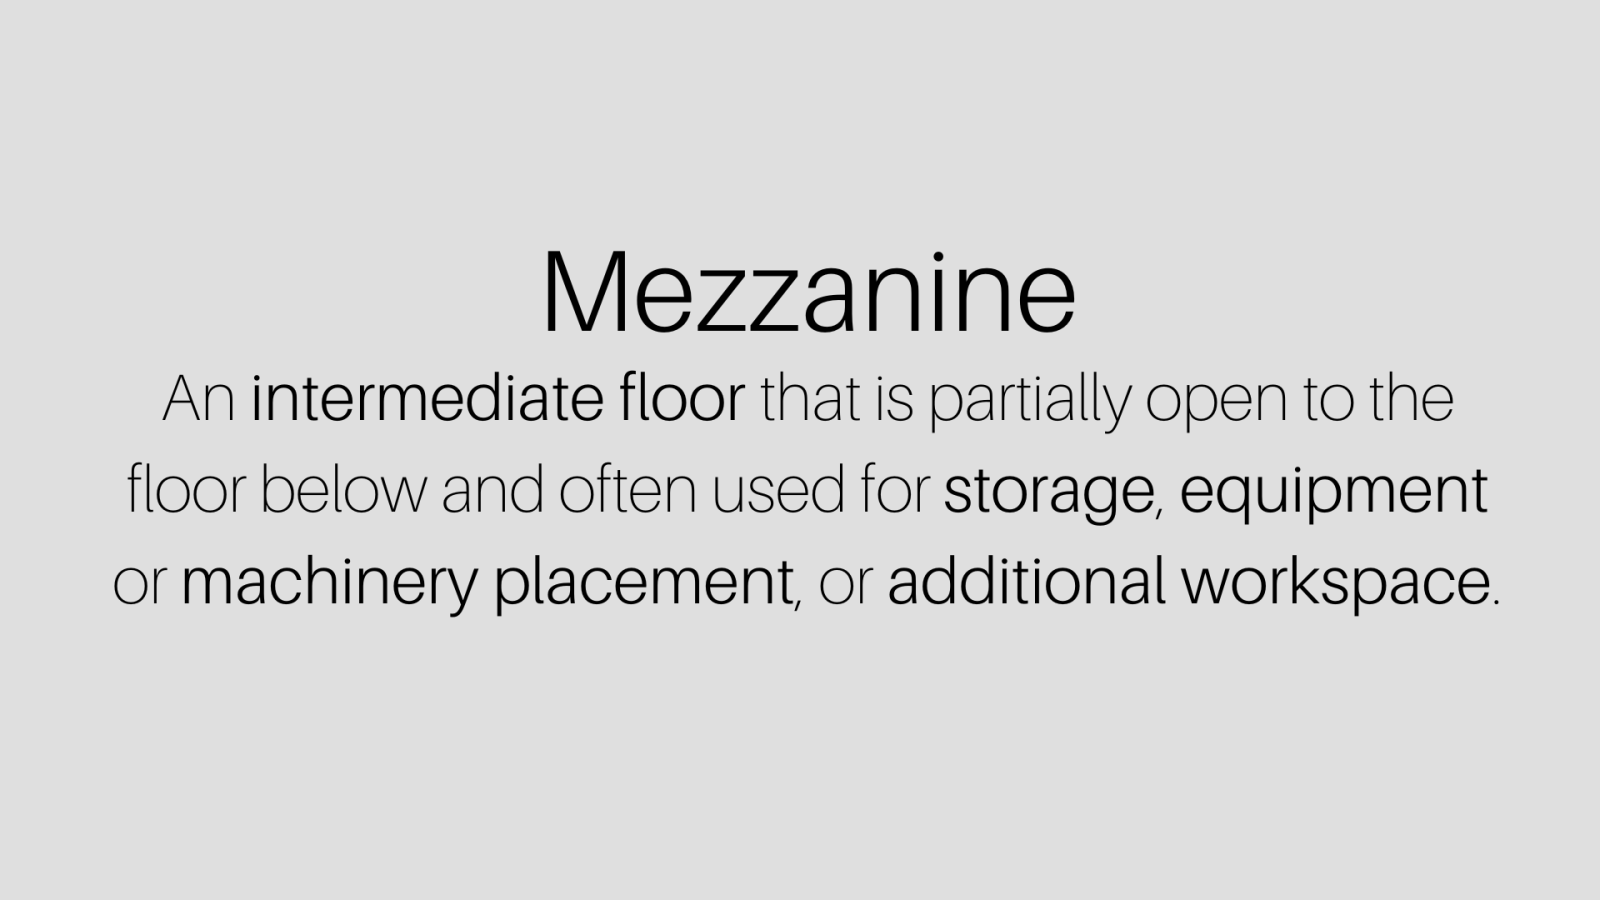 Mezzanine
An intermediate floor that is partially open to the
floor below and often used for storage, equipment
or machinery placement, or additional workspace.